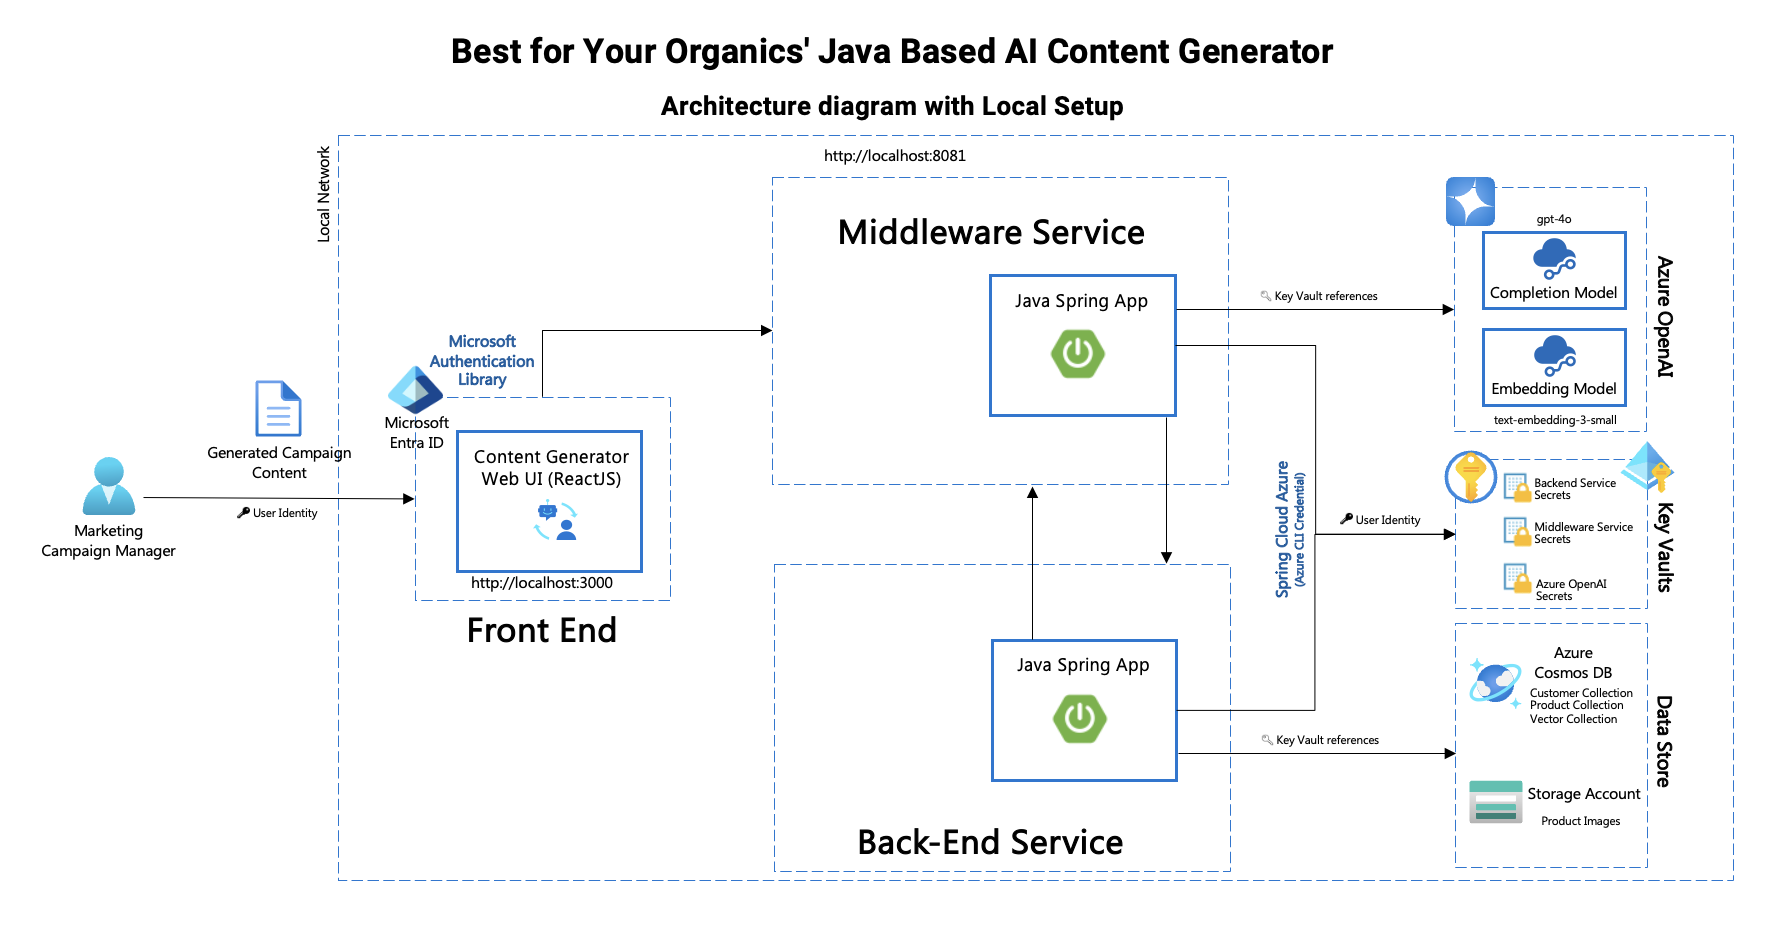 Best for Your Organics' Java Based AI Content Generator
Architecture diagram with Local Setup
Local Network
http://localhost:8081
Middleware Service
Java Spring App
Key Vault references
gpt-4o
Completion Model
Embedding Model
text-embedding-3-small
Azure OpenAI
Microsoft
Authentication
Library
Microsoft
Entra ID
Generated Campaign
Content
User Identity
Marketing
Campaign Manager
Content Generator
Web UI (ReactJS)
http://localhost:3000
Front End
Spring Cloud Azure
(Azure CLI Credential)
User Identity
Backend Service
Secrets
Middleware Service
Secrets
Azure OpenAI
Secrets
Key Vaults
Java Spring App
Key Vault references
Back-End Service
Azure
Cosmos DB
Customer Collection
Product Collection
Vector Collection
Storage Account
Product Images
Data Store